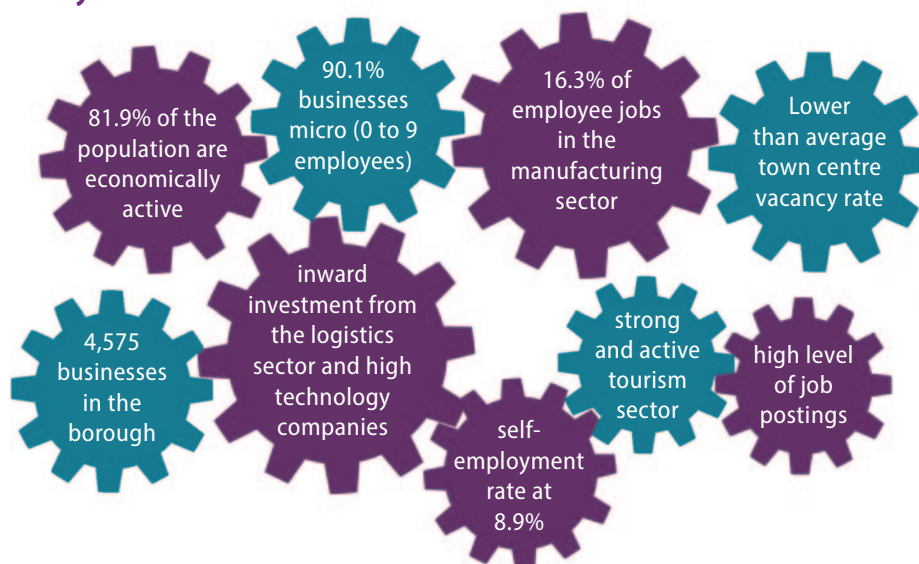 81.9% of the
population are
economically
active
90.1%
businesses
micro (0 to 9
employees)
16.3% of
employee jobs
in the
manufacturing
sector
Lower
than average
town centre
vacancy rate
4,575
businesses
in the
borough
inward
investment from
the logistics
sector and high
technology
companies
self-
employment
rate at
8.9%
strong
and active
tourism
sector
high level
of job
postings